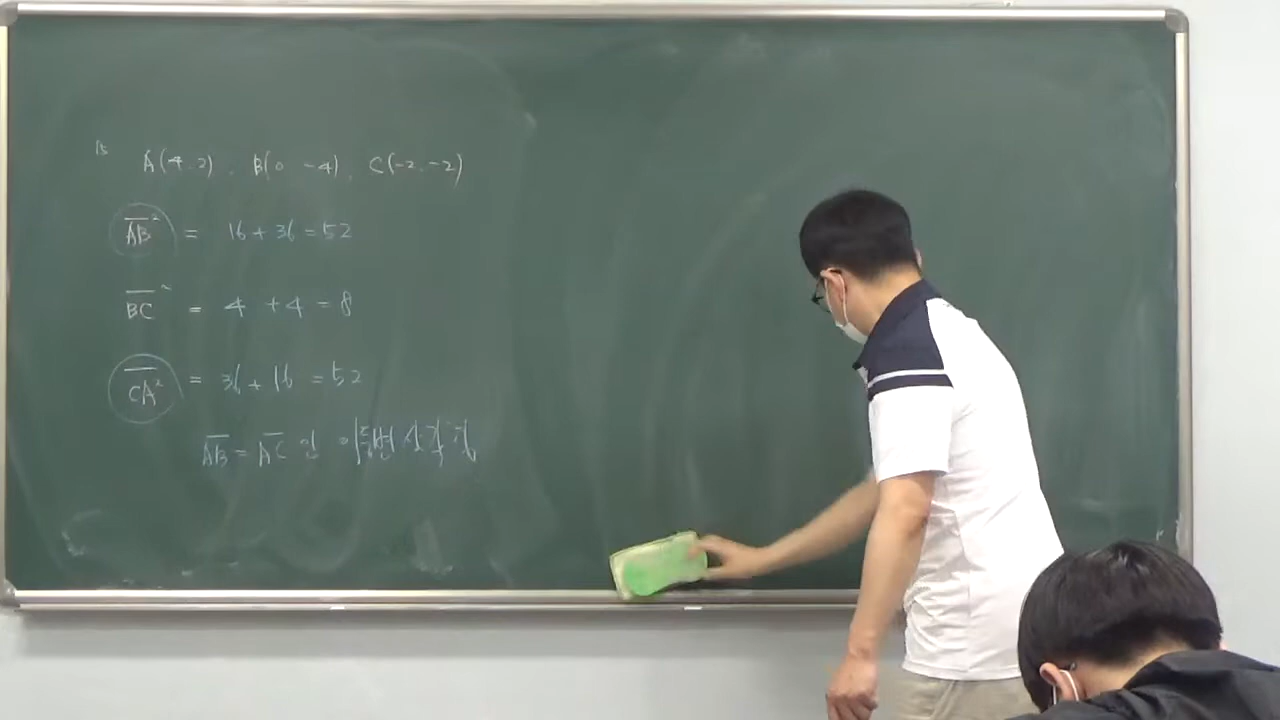 15
A(4, 2), B(0, -4), C(-2, -2)
AB² = 16 + 36 = 52
BC² = 4 + 4 = 8
CA² = 36 + 16 = 52
AB = AC 인 이등변 삼각형